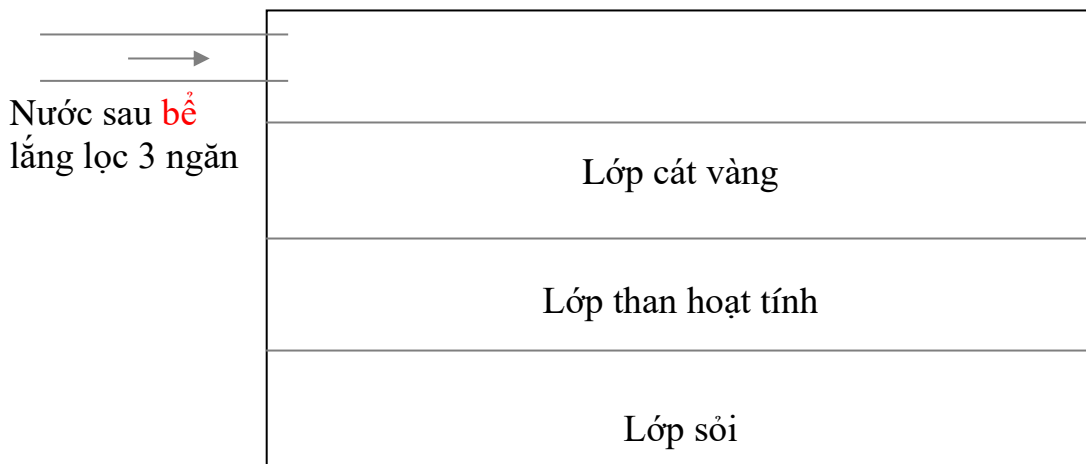 Nước sau bể
lắng lọc 3 ngăn
Lớp cát vàng
Lớp than hoạt tính
Lớp sỏi